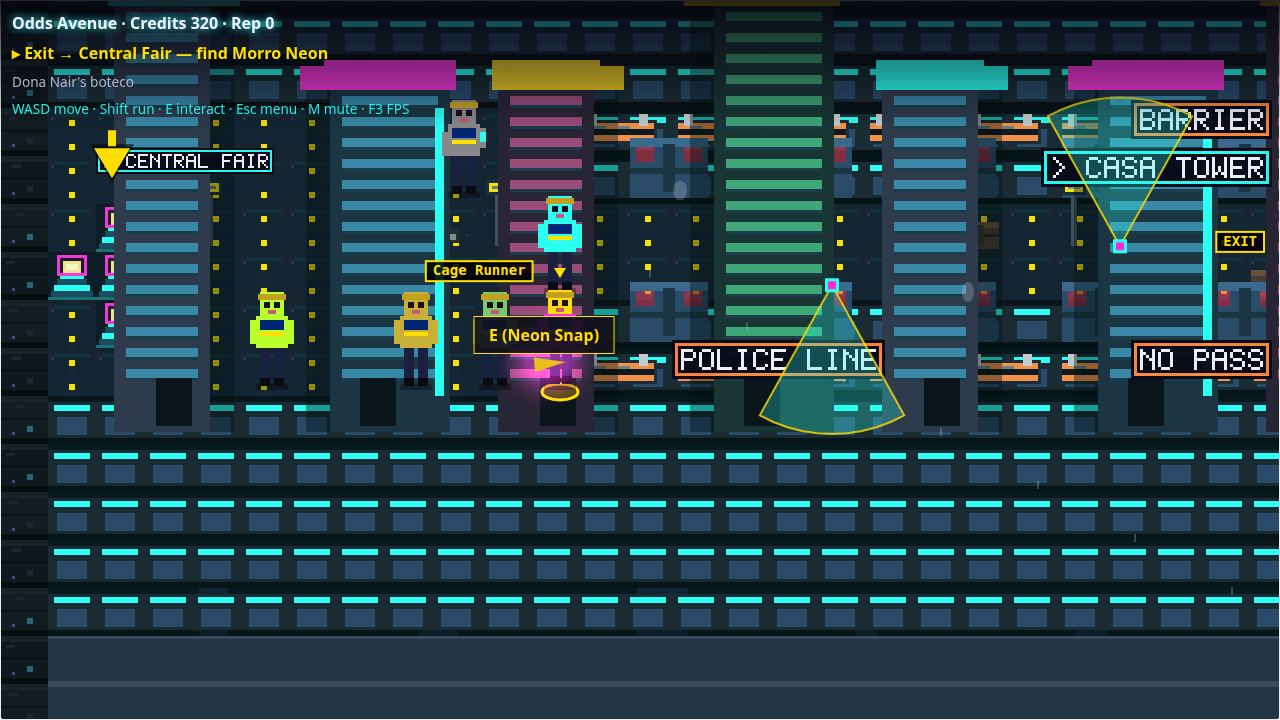 Odds Avenue · Credits 320 · Rep 0
▸ Exit → Central Fair — find Morro Neon
Dona Nair's boteco
WASD move · Shift run · E interact · Esc menu · M mute · F3 FPS
BARRIER
CENTRAL FAIR
> CASA TOWER
EXIT
Cage Runner
E (Neon Snap)
POLICE LINE
NO PASS